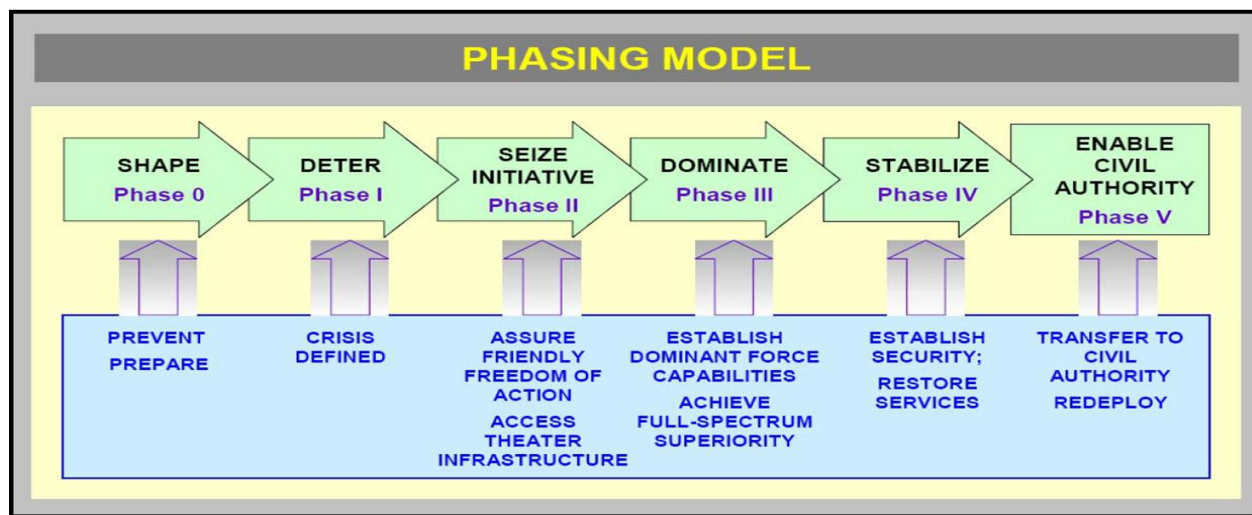 PHASING MODEL
SHAPE
Phase 0
DETER
Phase I
SEIZE
INITIATIVE
Phase II
DOMINATE
Phase III
STABILIZE
Phase IV
ENABLE
CIVIL
AUTHORITY
Phase V
PREVENT
PREPARE
CRISIS
DEFINED
ASSURE
FRIENDLY
FREEDOM OF
ACTION
ACCESS
THEATER
INFRASTRUCTURE
ESTABLISH
DOMINANT FORCE
CAPABILITIES
ACHIEVE
FULL-SPECTRUM
SUPERIORITY
ESTABLISH
SECURITY;
RESTORE
SERVICES
TRANSFER TO
CIVIL
AUTHORITY
REDEPLOY